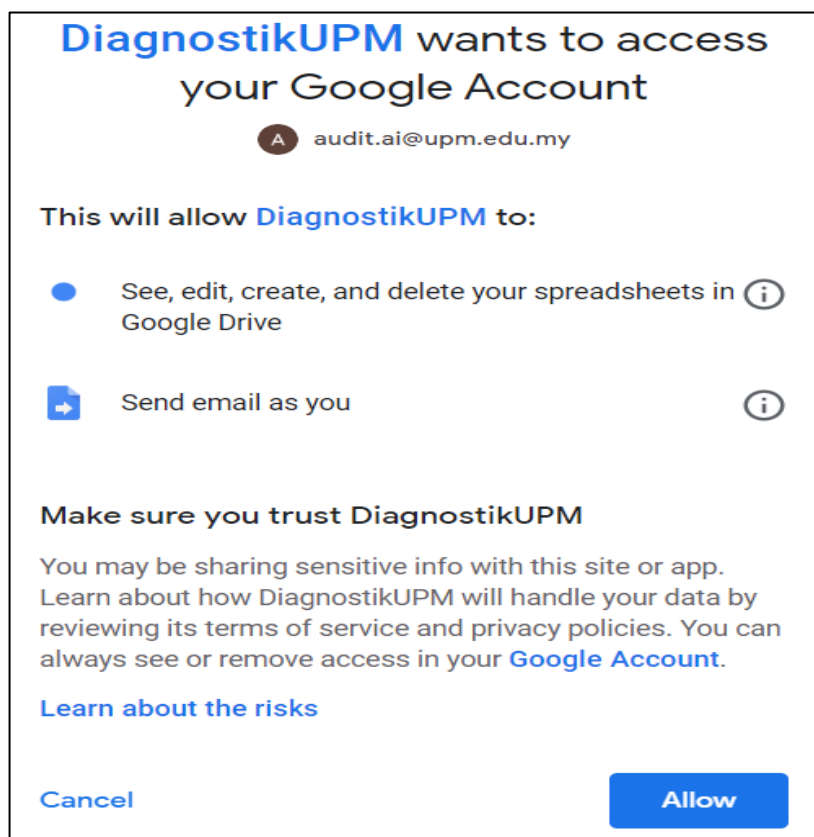 DiagnostikUPM wants to access
your Google Account
A audit.ai@upm.edu.my
This will allow DiagnostikUPM to:
See, edit, create, and delete your spreadsheets in
Google Drive
Send email as you
Make sure you trust DiagnostikUPM
You may be sharing sensitive info with this site or app.
Learn about how DiagnostikUPM will handle your data by
reviewing its terms of service and privacy policies. You can
always see or remove access in your Google Account.
Learn about the risks
Cancel Allow